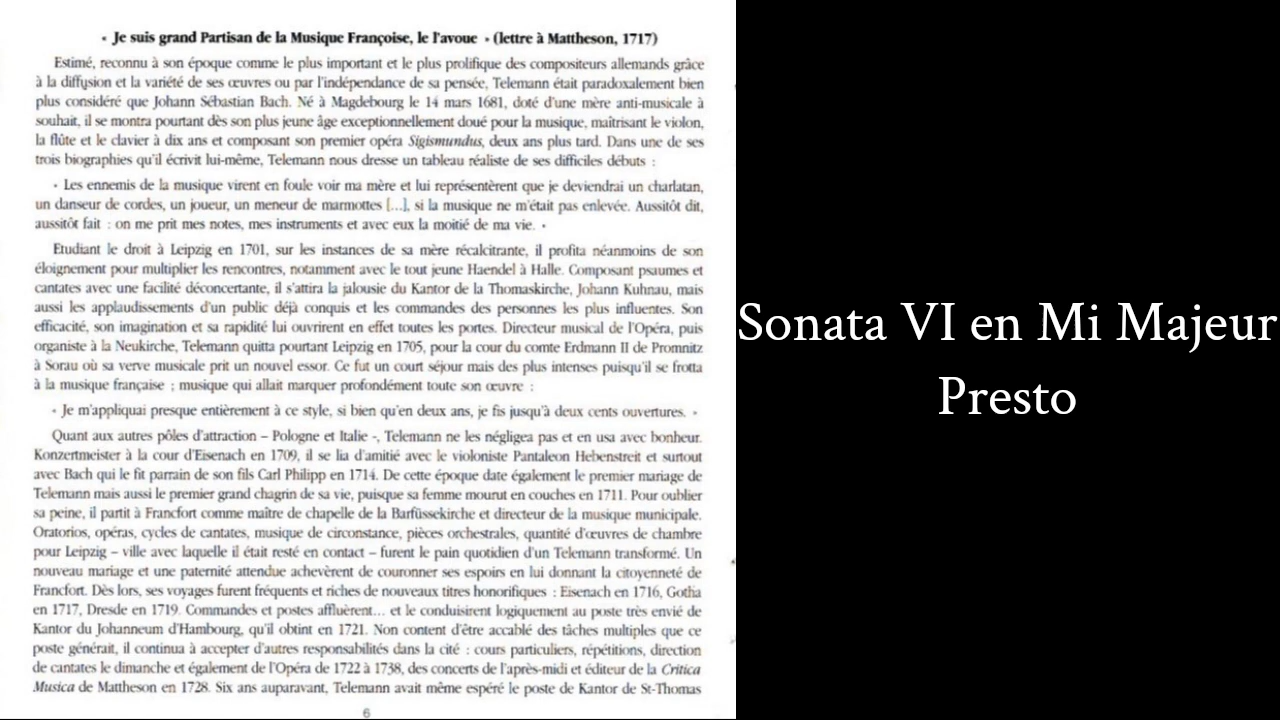 « Je suis grand Partisan de la Musique Françoise, le l'avoue » (lettre à Mattheson, 1717)
Estimé, reconnu à son époque comme le plus important et le plus prolifique des compositeurs allemands grâce
à la diffusion et la variété de ses œuvres ou par l'indépendance de sa pensée, Telemann était paradoxalement bien
plus considéré que Johann Sébastian Bach. Né à Magdebourg le 14 mars 1681, doté d'une mère anti-musicale à
souhait, il se montra pourtant dès son plus jeune âge exceptionnellement doué pour la musique, maîtrisant le violon,
la flûte et le clavier à dix ans et composant son premier opéra Sigismundus, deux ans plus tard. Dans une de ses
trois biographies qu'il écrivit lui-même, Telemann nous dresse un tableau réaliste de ses difficiles débuts :
« Les ennemis de la musique virent en foule voir ma mère et lui représentèrent que je deviendrai un charlatan,
un danseur de cordes, un joueur, un meneur de marmottes [...], si la musique ne m'était pas enlevée. Aussitôt dit,
aussitôt fait : on me prit mes notes, mes instruments et avec eux la moitié de ma vie. »
Etudiant le droit à Leipzig en 1701, sur les instances de sa mère récalcitrante, il profita néanmoins de son
éloignement pour multiplier les rencontres, notamment avec le tout jeune Haendel à Halle. Composant psaumes et
cantates avec une facilité déconcertante, il s'attira la jalousie du Kantor de la Thomaskirche, Johann Kuhnau, mais
aussi les applaudissements d'un public déjà conquis et les commandes des personnes les plus influentes. Son
efficacité, son imagination et sa rapidité lui ouvrirent en effet toutes les portes. Directeur musical de l'Opéra, puis
organiste à la Neukirche, Telemann quitta pourtant Leipzig en 1705, pour la cour du comte Erdmann II de Promnitz
à Sorau où sa verve musicale prit un nouvel essor. Ce fut un court séjour mais des plus intenses puisqu'il se frotta
à la musique française ; musique qui allait marquer profondément toute son œuvre :
« Je m'appliquai presque entièrement à ce style, si bien qu'en deux ans, je fis jusqu'à deux cents ouvertures. »
Quant aux autres pôles d'attraction – Pologne et Italie -, Telemann ne les négligea pas et en usa avec bonheur.
Konzertmeister à la cour d'Eisenach en 1709, il se lia d'amitié avec le violoniste Pantaleon Hebenstreit et surtout
avec Bach qui le fit parrain de son fils Carl Philipp en 1714. De cette époque date également le premier mariage de
Telemann mais aussi le premier grand chagrin de sa vie, puisque sa femme mourut en couches en 1711. Pour oublier
sa peine, il partit à Francfort comme maître de chapelle de la Barfüssekirche et directeur de la musique municipale.
Oratorios, opéras, cycles de cantates, musique de circonstance, pièces orchestrales, quantité d'œuvres de chambre
pour Leipzig – ville avec laquelle il était resté en contact – furent le pain quotidien d'un Telemann transformé. Un
nouveau mariage et une paternité attendue achevèrent de couronner ses espoirs en lui donnant la citoyenneté de
Francfort. Dès lors, ses voyages furent fréquents et riches de nouveaux titres honorifiques : Eisenach en 1716, Gotha
en 1717, Dresde en 1719. Commandes et postes affluèrent... et le conduisirent logiquement au poste très envié de
Kantor du Johanneum d'Hambourg, qu'il obtint en 1721. Non content d'être accablé des tâches multiples que ce
poste générait, il continua à accepter d'autres responsabilités dans la cité : cours particuliers, répétitions, direction
de cantates le dimanche et également de l'Opéra de 1722 à 1738, des concerts de l'après-midi et éditeur de la Critica
Musica de Mattheson en 1728. Six ans auparavant, Telemann avait même espéré le poste de Kantor de St-Thomas
6
Sonata VI en Mi Majeur
Presto